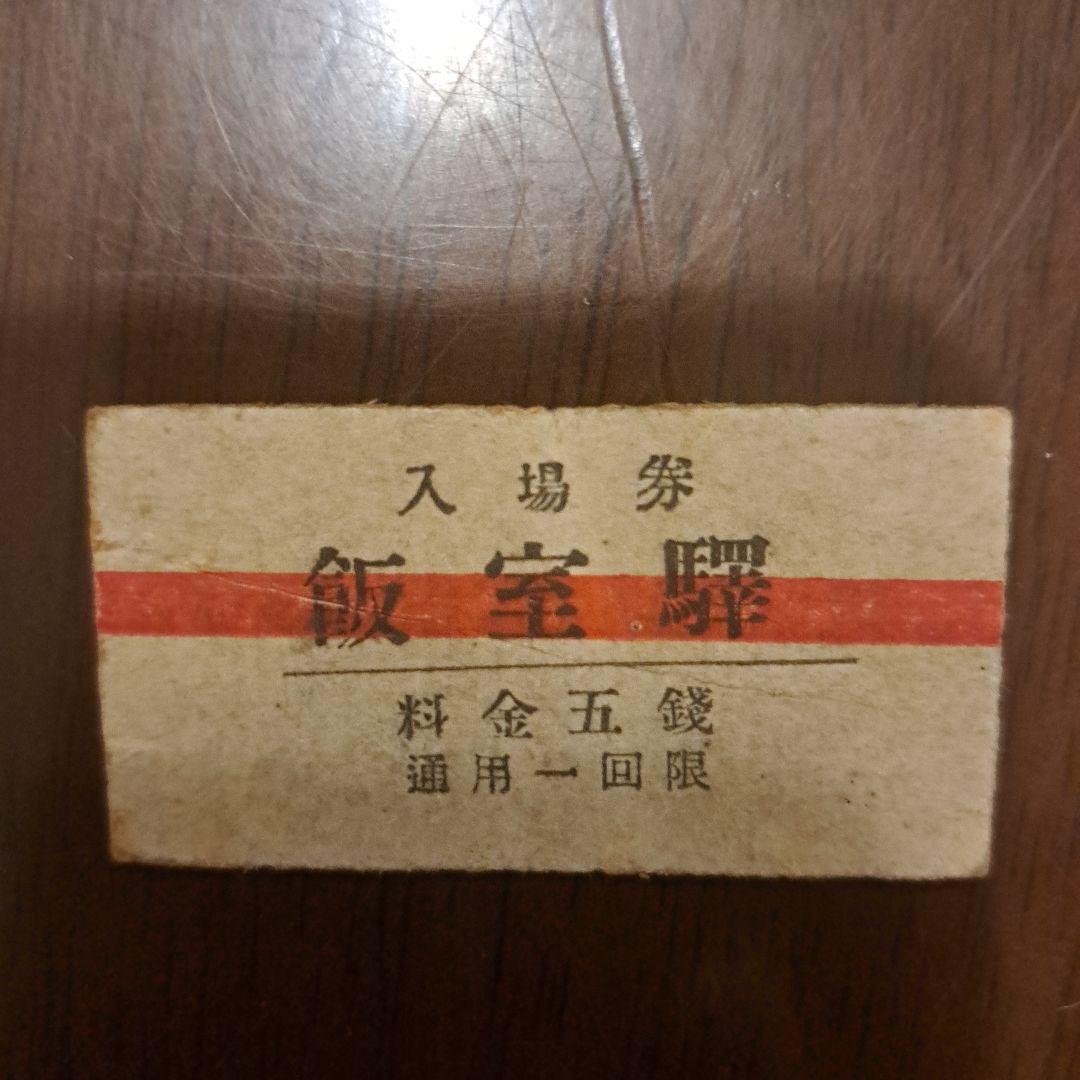 入場券
飯室驛
料金五錢
通用一回限